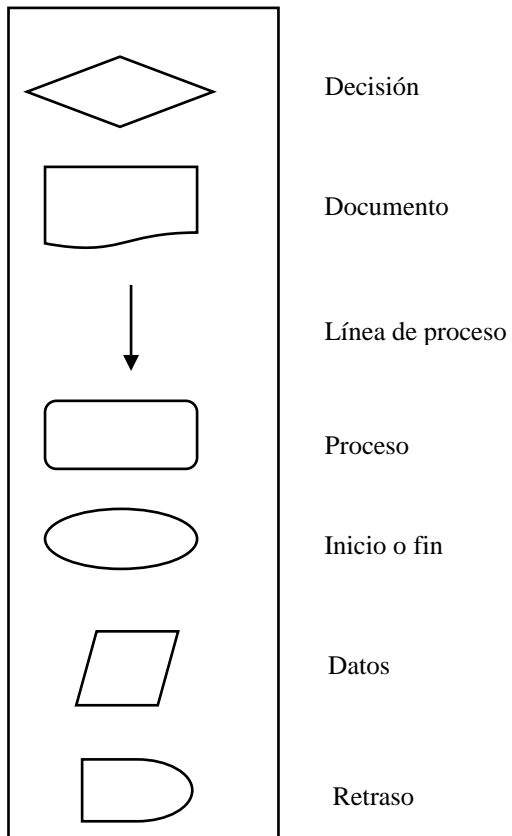 Decisión
Documento
Línea de proceso
Proceso
Inicio o fin
Datos
Retraso